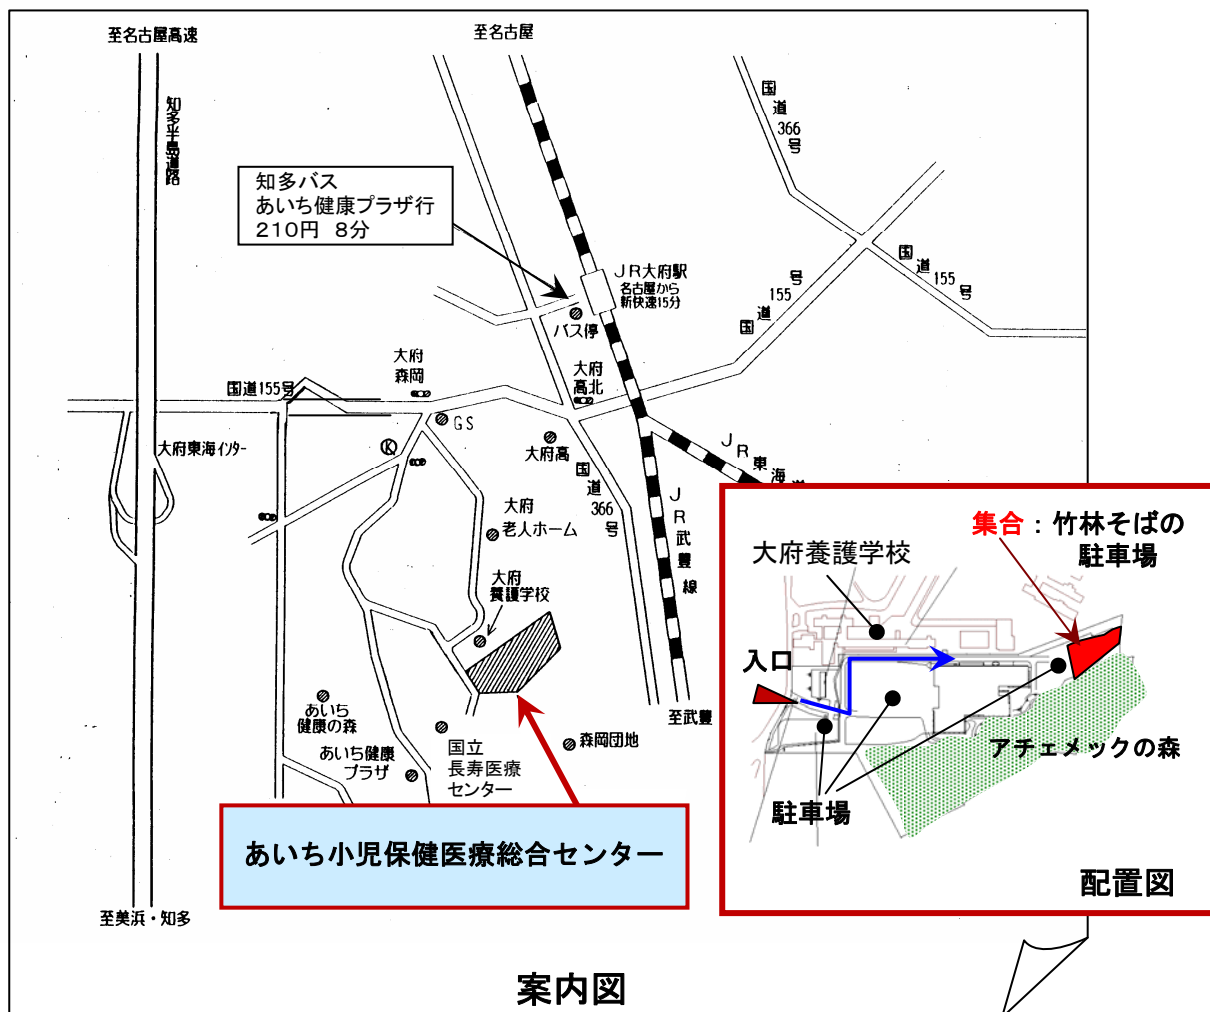 至名古屋高速
至名古屋
知多半島道路
国道366号
知多バス
あいち健康プラザ行
210円 8分
JR大府駅
名古屋から
新快速15分
バス停
国道155号
国道155号
大府
森岡
大府
高北
国道155号
GS
K
大府東海インター
大府高
国道366号
JR東海道
JR武豊線
大府
老人ホーム
大府
養護学校
あいち
健康の森
あいち健康
プラザ
国立
長寿医療
センター
森岡団地
至武豊
あいち小児保健医療総合センター
至美浜・知多
集合：竹林そばの
駐車場
大府養護学校
入口
アチェメックの森
駐車場
配置図
案内図